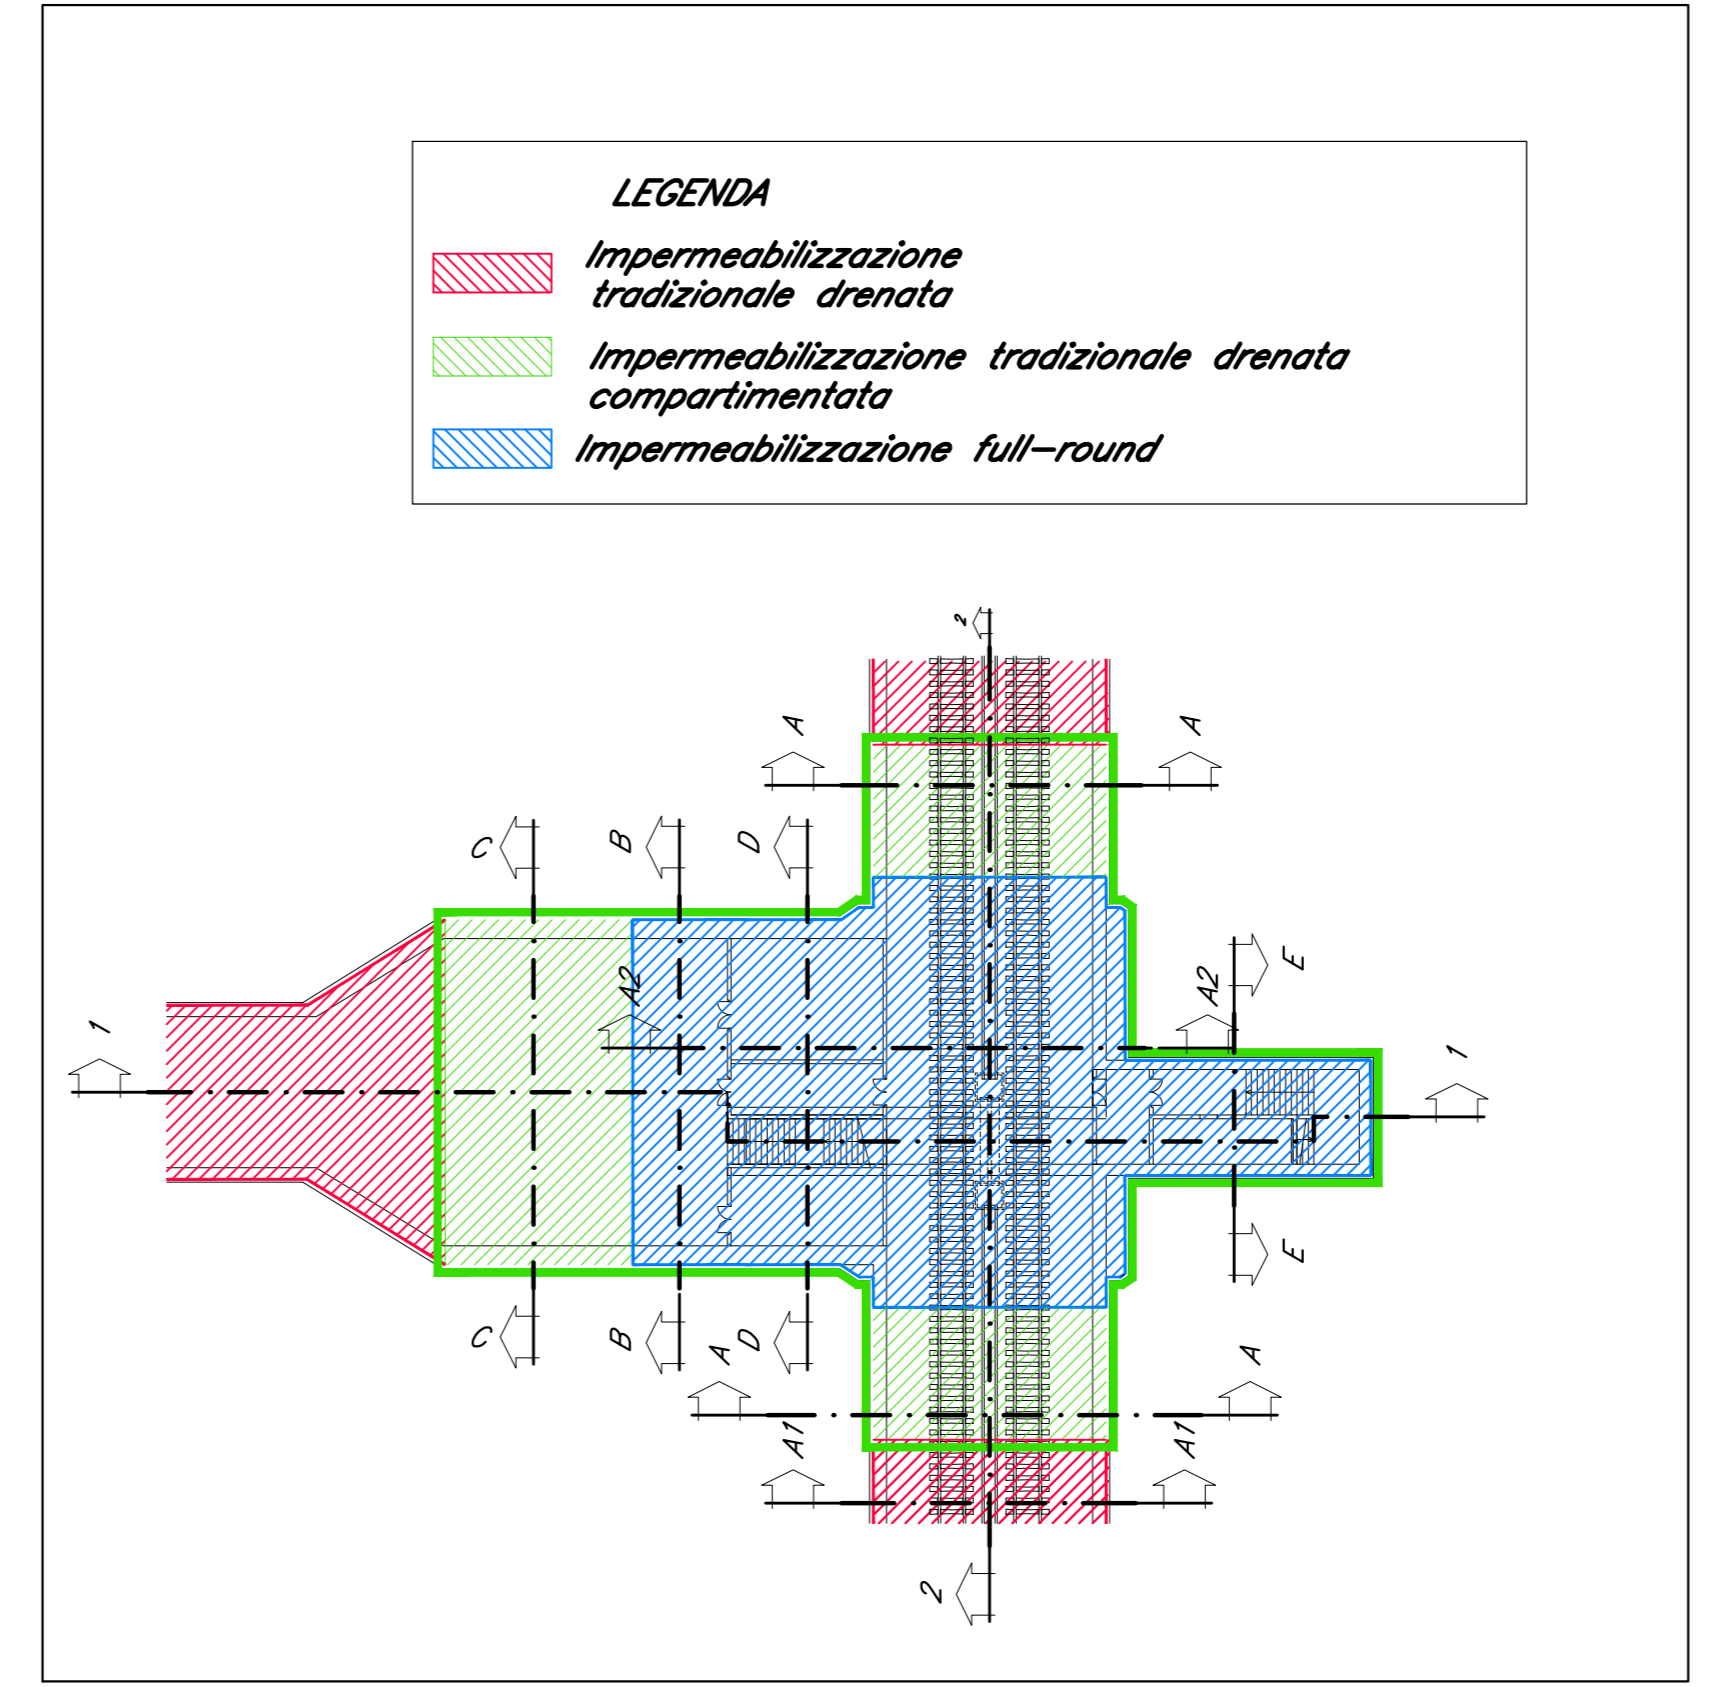 LEGENDA
Impermeabilizzazione
tradizionale drenata
Impermeabilizzazione tradizionale drenata
compartimentata
Impermeabilizzazione full-round
2
A
A
C
B
D
A2
A2
E
1
1
C
B
A
D
E
A
A1
A1
2